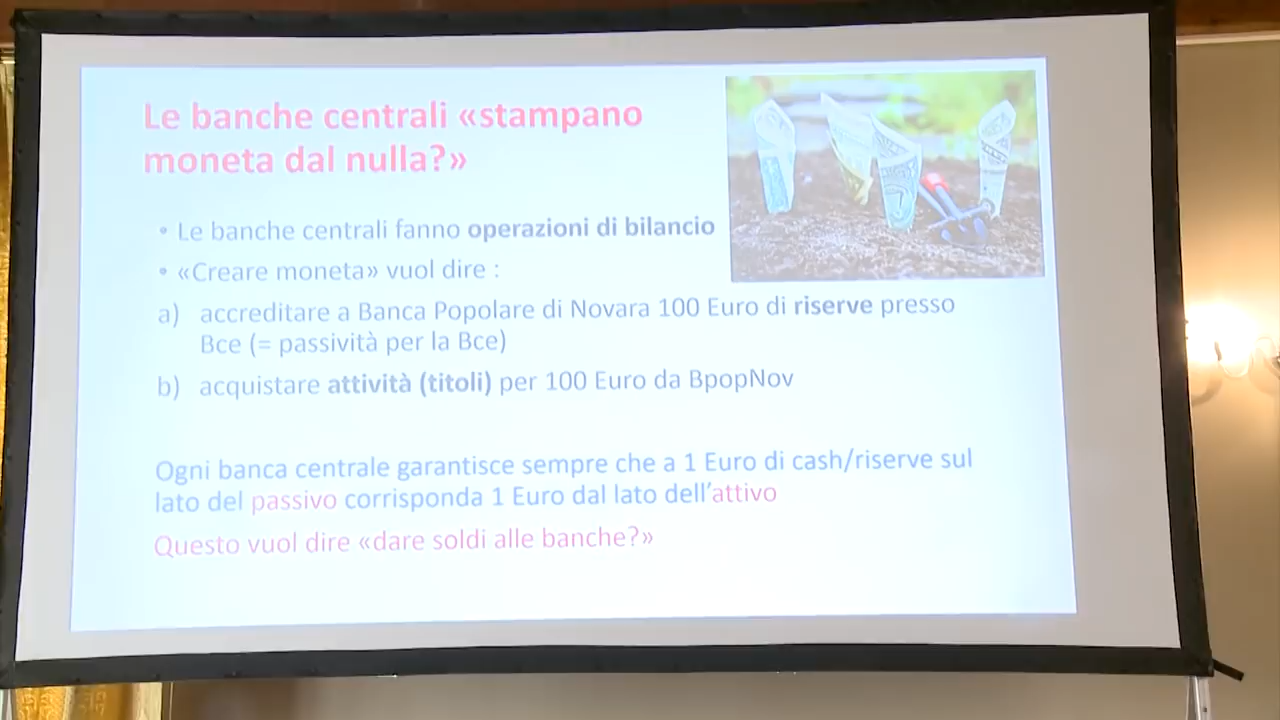 Le banche centrali «stampano
moneta dal nulla?»
• Le banche centrali fanno operazioni di bilancio
• «Creare moneta» vuol dire :
a) accreditare a Banca Popolare di Novara 100 Euro di riserve presso
Bce (= passività per la Bce)
b) acquistare attività (titoli) per 100 Euro da BpopNov
Ogni banca centrale garantisce sempre che a 1 Euro di cash/riserve sul
lato del passivo corrisponda 1 Euro dal lato dell'attivo
Questo vuol dire «dare soldi alle banche?»